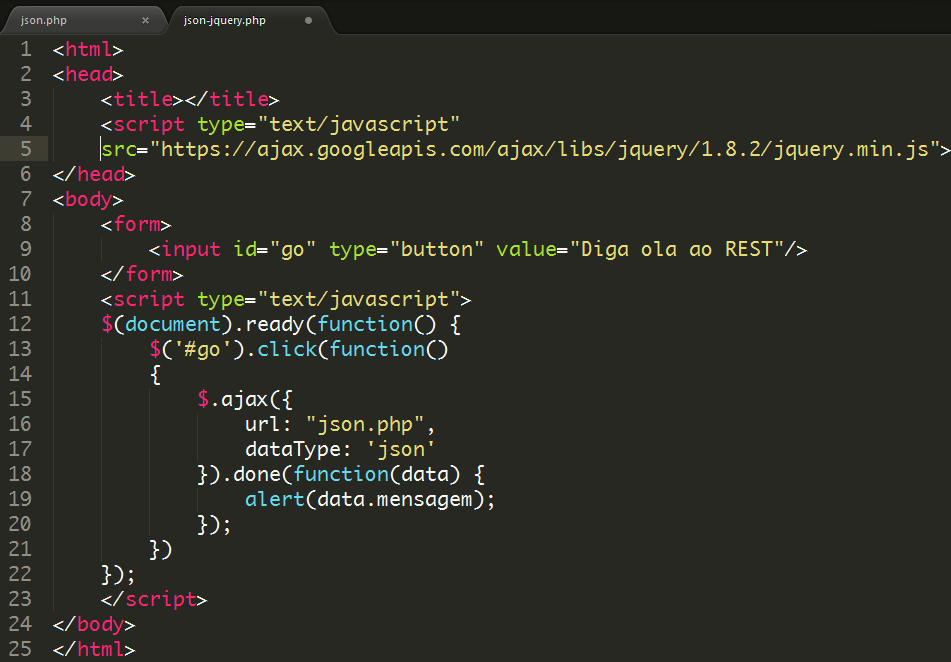 json.php × json-jquery.php
1 <html>
2 <head>
3     <title></title>
4     <script type="text/javascript"
5     src="https://ajax.googleapis.com/ajax/libs/jquery/1.8.2/jquery.min.js">
6 </head>
7 <body>
8     <form>
9         <input id="go" type="button" value="Diga ola ao REST"/>
10     </form>
11     <script type="text/javascript">
12     $(document).ready(function() {
13         $('#go').click(function()
14         {
15             $.ajax({
16                 url: "json.php",
17                 dataType: 'json'
18             }).done(function(data) {
19                 alert(data.mensagem);
20             });
21         })
22     });
23     </script>
24 </body>
25 </html>